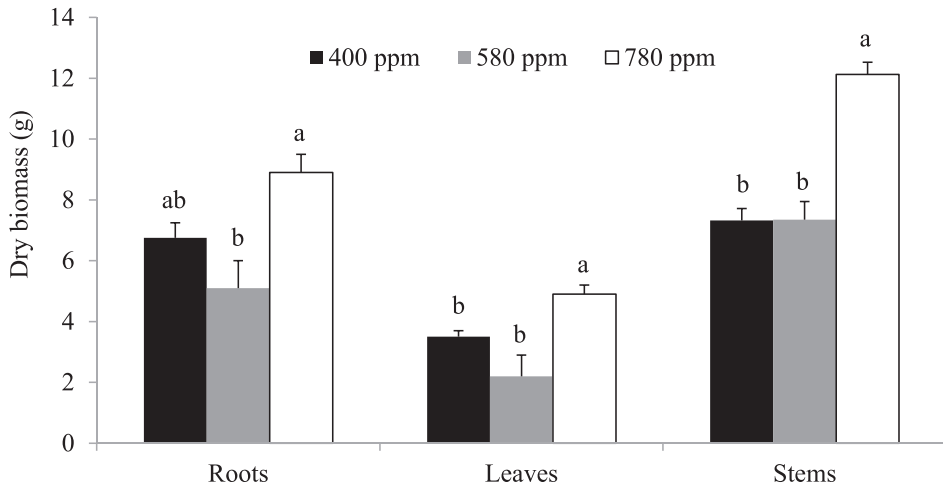 14
12
10
8
6
4
2
0
Dry biomass (g)
400 ppm 580 ppm 780 ppm
ab b a
b b a
b b a
Roots Leaves Stems